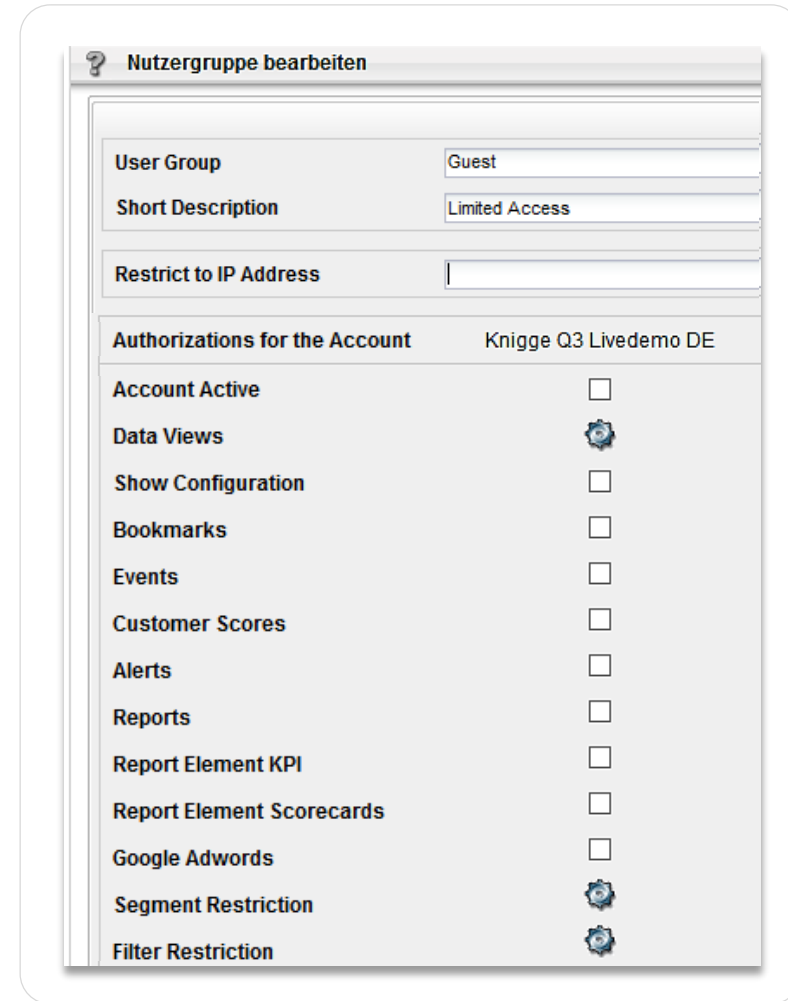 Nutzergruppe bearbeiten
User Group Guest
Short Description Limited Access
Restrict to IP Address
Authorizations for the Account Knigge Q3 Livedemo DE
Account Active
Data Views
Show Configuration
Bookmarks
Events
Customer Scores
Alerts
Reports
Report Element KPI
Report Element Scorecards
Google Adwords
Segment Restriction
Filter Restriction